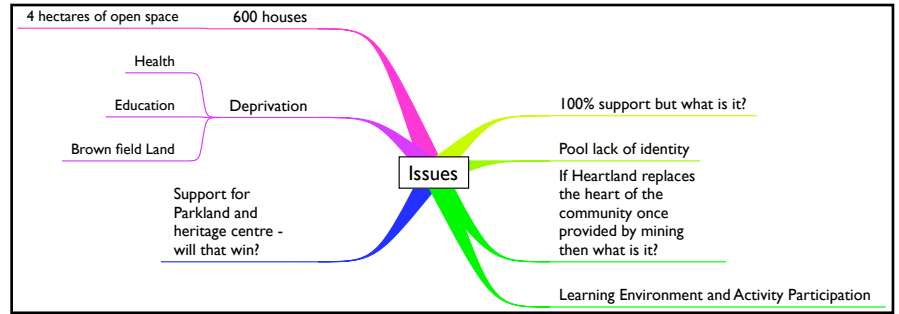 4 hectares of open space
600 houses
Health
Education
Brown field Land
Deprivation
Support for
Parkland and
heritage centre -
will that win?
Issues
100% support but what is it?
Pool lack of identity
If Heartland replaces
the heart of the
community once
provided by mining
then what is it?
Learning Environment and Activity Participation